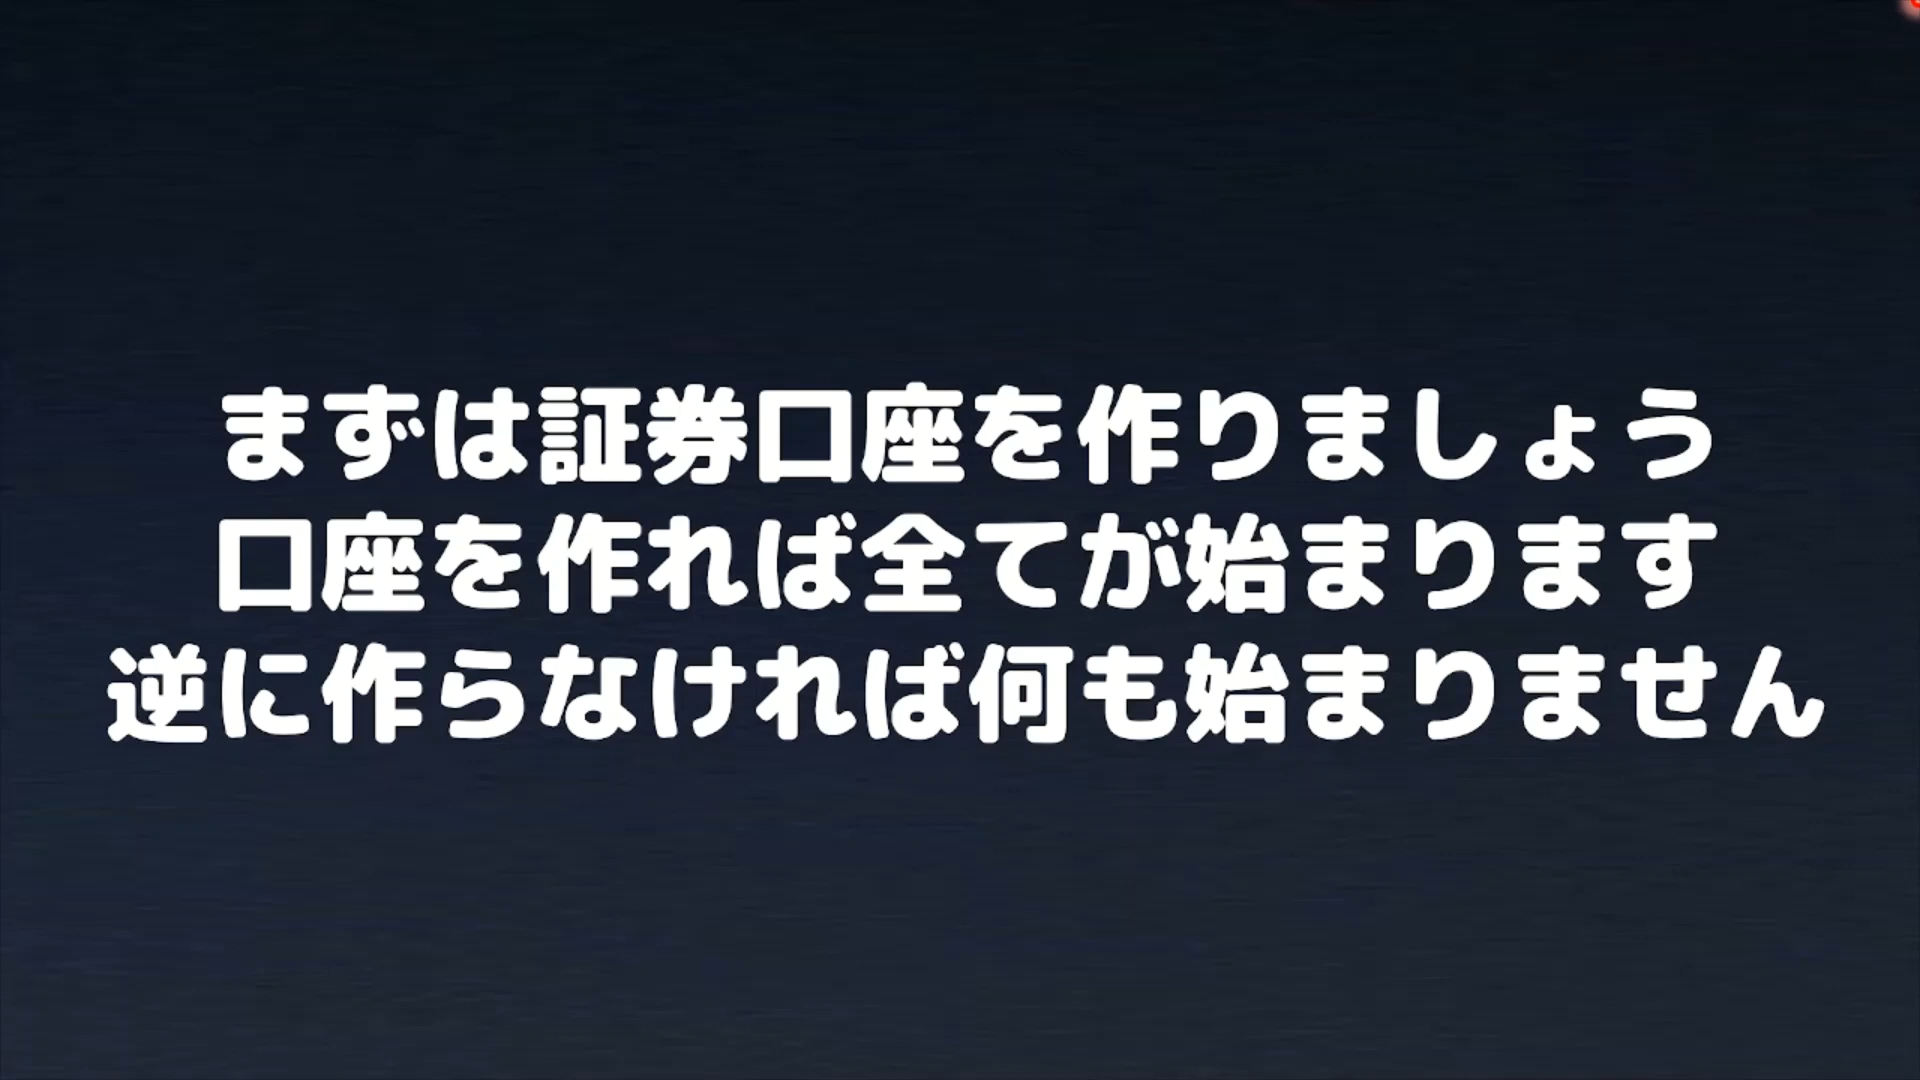 まずは証券口座を作りましょう
口座を作れば全てが始まります
逆に作らなければ何も始まりません